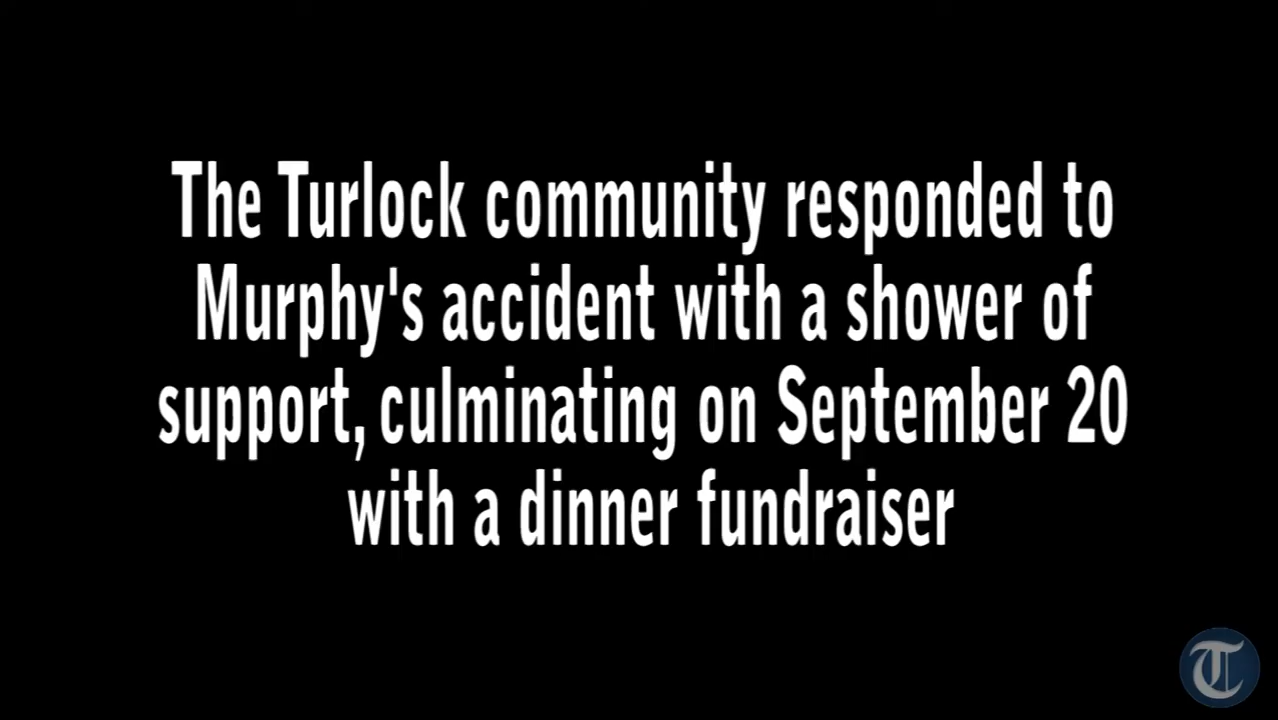 The Turlock community responded to
Murphy's accident with a shower of
support, culminating on September 20
with a dinner fundraiser
T